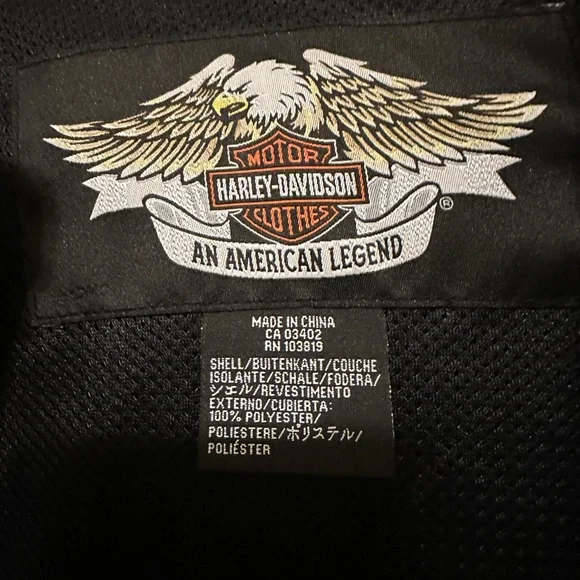 MOTOR
HARLEY-DAVIDSON
CLOTHES
®
AN AMERICAN LEGEND
MADE IN CHINA
CA 03402
RN 103819
SHELL/BUITENKANT/COUCHE
ISOLANTE/SCHALE/FODERA/
シェル/REVESTIMENTO
EXTERNO/CUBIERTA:
100% POLYESTER/
POLIESTERE/ポリステル/
POLIÉSTER